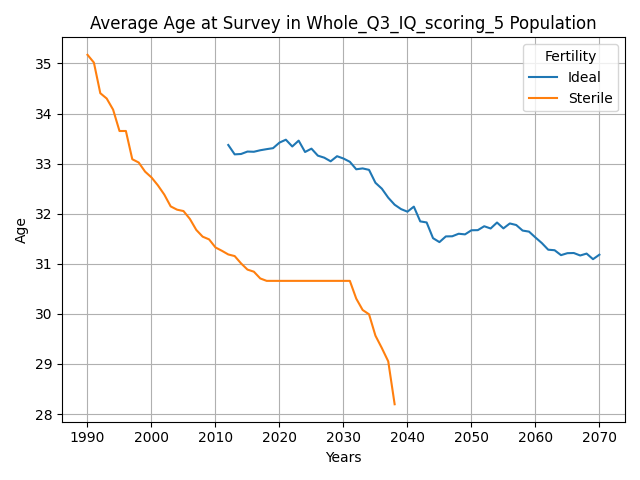 Average Age at Survey in Whole_Q3_IQ_scoring_5 Population
Fertility
Ideal
Sterile
Age
35
34
33
32
31
30
29
28
1990 2000 2010 2020 2030 2040 2050 2060 2070
Years